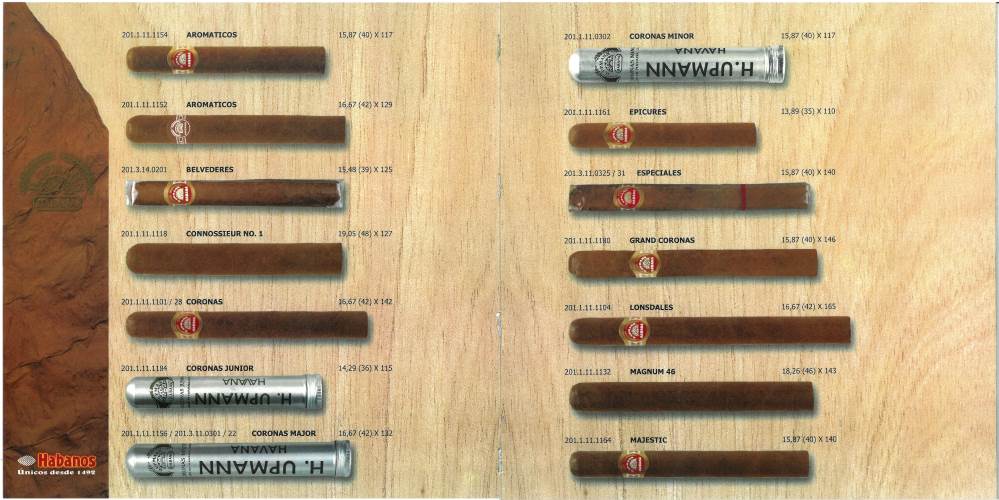 201.1.11.1154 AROMATICOS 15,87 (40) X 117
201.1.11.1152 AROMATICOS 16,67 (42) X 129
201.3.14.0201 BELVEDERES 15,48 (39) X 125
201.1.11.1118 CONNOSSIEUR NO. 1 19,05 (48) X 127
201.1.11.1101 / 28 CORONAS 16,67 (42) X 142
201.1.11.1184 CORONAS JUNIOR 14,29 (36) X 115
H. UPMANN
HAVANA
201.1.11.1156 / 201.3.11.0301 / 22 CORONAS MAJOR 16,67 (42) X 132
H. UPMANN
HAVANA
Habanos
Unicos desde 1492
201.1.11.0302 CORONAS MINOR 15,87 (40) X 117
H. UPMANN
HAVANA
201.1.11.1161 EPICURES 13,89 (35) X 110
201.3.11.0325 / 31 ESPECIALES 15,87 (40) X 140
201.1.11.1180 GRAND CORONAS 15,87 (40) X 146
201.1.11.1104 LONSDALES 16,67 (42) X 165
201.1.11.1132 MAGNUM 46 18,26 (46) X 143
201.1.11.1164 MAJESTIC 15,87 (40) X 140